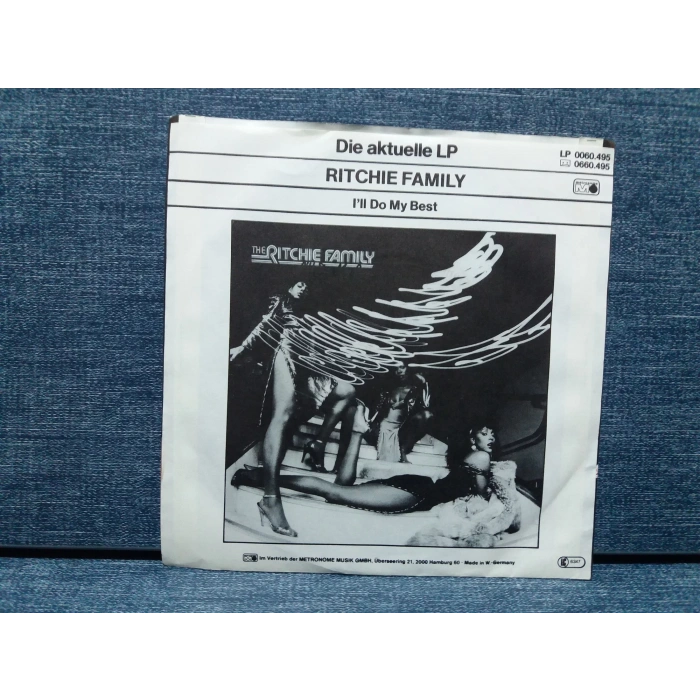 Die aktuelle LP
LP 0060.495
0660.495
RITCHIE FAMILY
I'll Do My Best
THE RITCHIE FAMILY
Im Vertrieb der METRONOME MUSIK GMBH, Überseering 21, 2000 Hamburg 60 · Made in W.-Germany